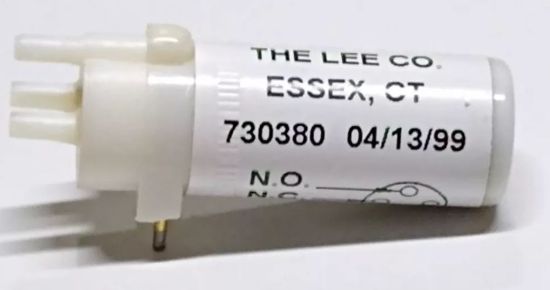 THE LEE CO.
ESSEX, CT
730380 04/13/99
N.O.
N.C.